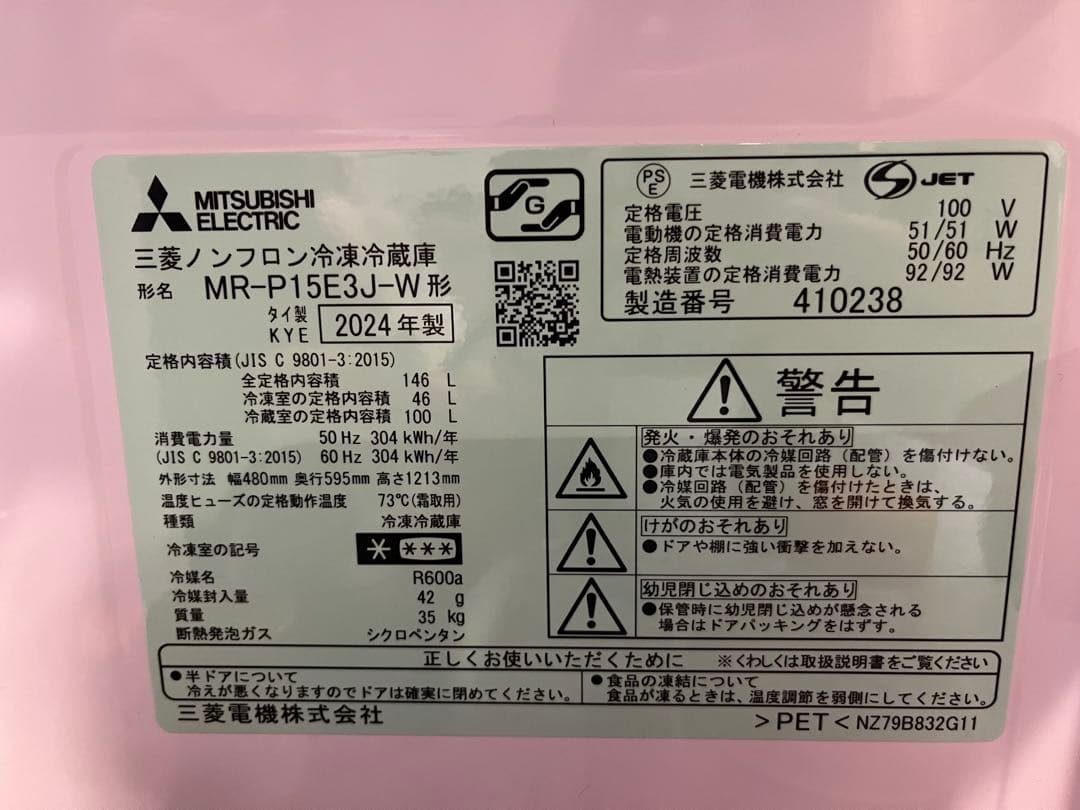 MITSUBISHI
ELECTRIC
G
三菱ノンフロン冷凍冷蔵庫
形名 MR-P15E3J-W形
タイ製
KYE 2024年製
定格内容積(JIS C 9801-3:2015)
全定格内容積 146 L
冷凍室の定格内容積 46 L
冷蔵室の定格内容積 100 L
消費電力量 50 Hz 304 kWh/年
(JIS C 9801-3:2015) 60 Hz 304 kWh/年
外形寸法 幅480mm 奥行595mm 高さ1213mm
温度ヒューズの定格動作温度 73℃(霜取用)
種類 冷凍冷蔵庫
冷凍室の記号 * ***
冷媒名 R600a
冷媒封入量 42 g
質量 35 kg
断熱発泡ガス シクロペンタン
PS
E 三菱電機株式会社 JET
定格電圧 100 V
電動機の定格消費電力 51/51 W
定格周波数 50/60 Hz
電熱装置の定格消費電力 92/92 W
製造番号 410238
警告
発火・爆発のおそれあり
●冷蔵庫本体の冷媒回路(配管)を傷付けない。
●庫内では電気製品を使用しない。
●冷媒回路(配管)を傷付けたときは、
火気の使用を避け、窓を開けて換気する。
けがのおそれあり
●ドアや棚に強い衝撃を加えない。
幼児閉じ込めのおそれあり
●保管時に幼児閉じ込めが懸念される
場合はドアパッキングをはずす。
正しくお使いいただくために ※くわしくは取扱説明書をご覧ください
●半ドアについて
冷えが悪くなりますのでドアは確実に閉めてください。
●食品の凍結について
食品が凍るときは、温度調節を弱側にしてください。
三菱電機株式会社
>PET< NZ79B832G11